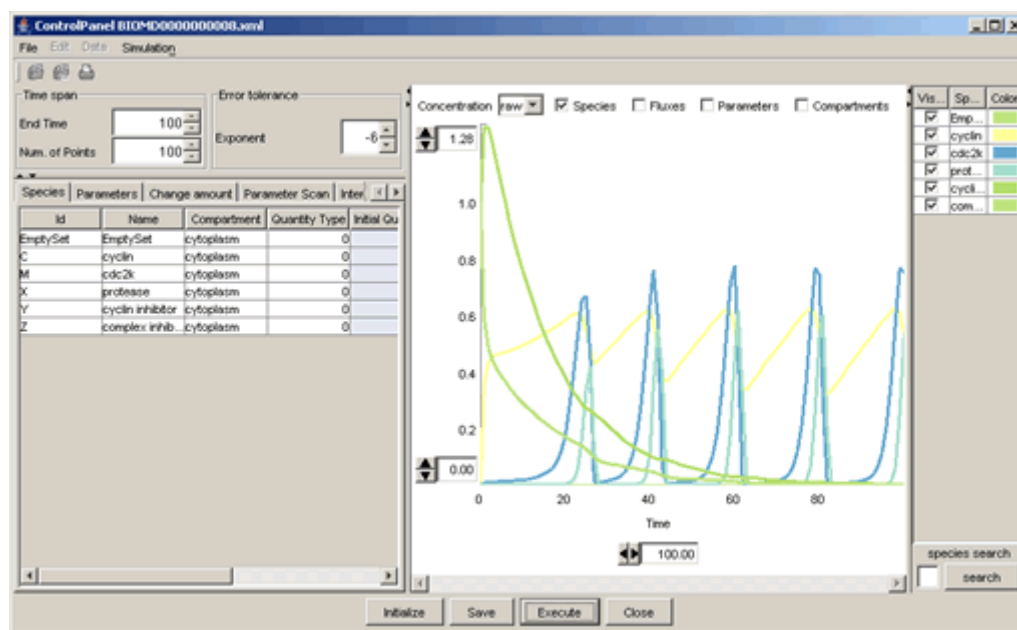 ControlPanel BIOMD0000000008.xml
File Edit Data Simulation
Time span
End Time 100
Num. of Points 100
Error tolerance
Exponent -6
Species Parameters Change amount Parameter Scan Inter
Id Name Compartment Quantity Type Initial Qu
EmptySet EmptySet cytoplasm 0
C cyclin cytoplasm 0
M cdc2k cytoplasm 0
X protease cytoplasm 0
Y cyclin inhibitor cytoplasm 0
Z complex inhib... cytoplasm 0
Concentration raw Species Fluxes Parameters Compartments
1.28
1.0
0.8
0.6
0.4
0.2
0.00
0 20 40 60 80
Time
100.00
Vis... Sp... Color
Emp...
cyclin
cdc2k
prot...
cycli...
com...
species search
search
Initialize Save Execute Close